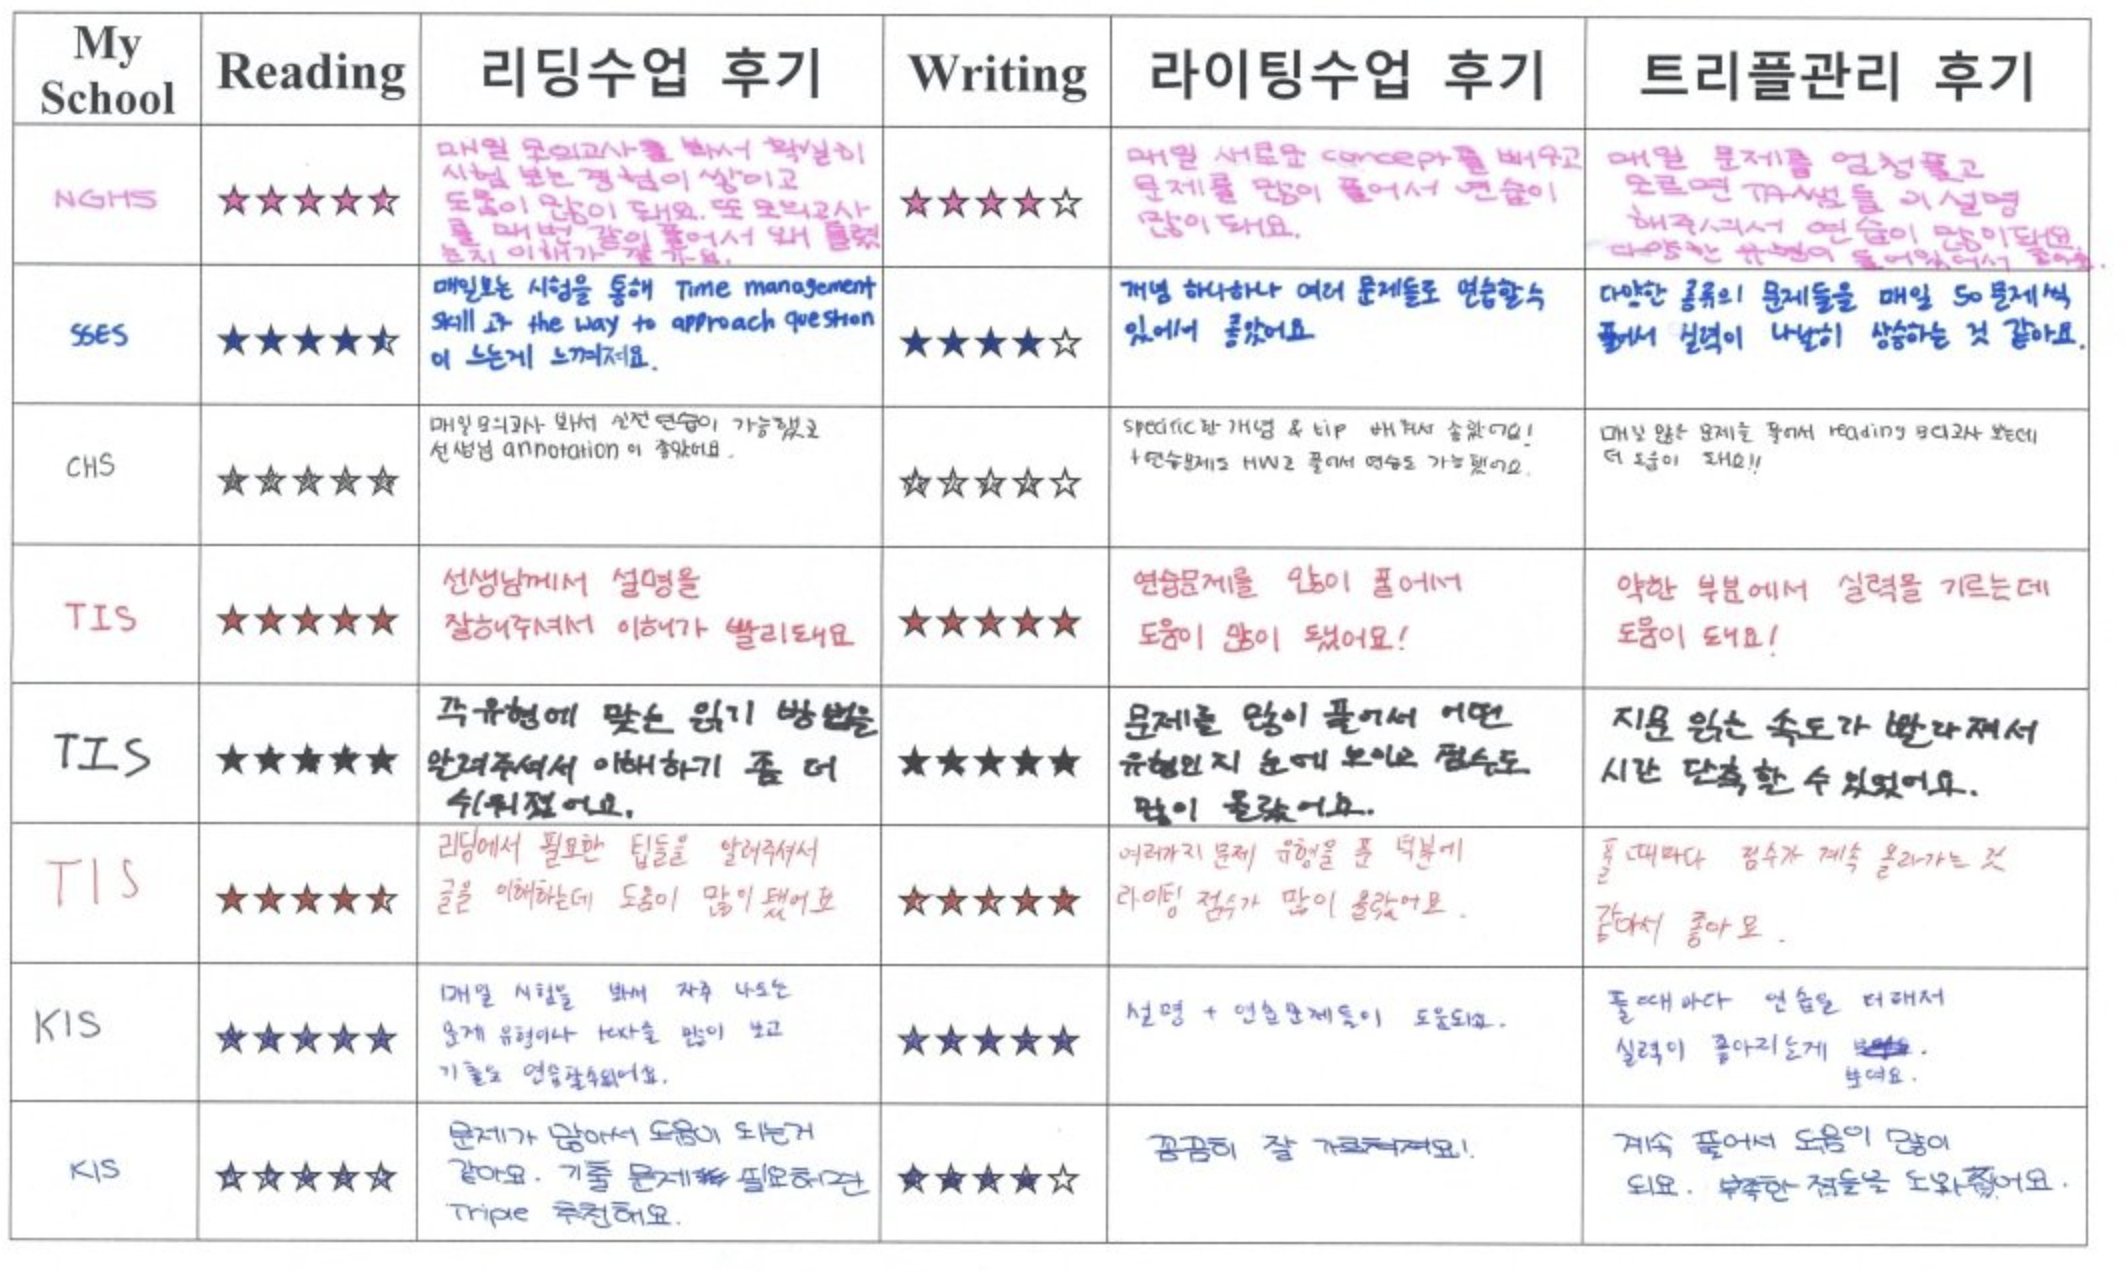 My School
Reading
리딩수업 후기
Writing
라이팅수업 후기
트리플관리 후기
NGHS
매일 모의고사를 봐서 확실히
시험 보는 경험이 쌓이고
도움이 많이 돼요. 또 모의고사
를 매번 같이 풀어서 왜 틀렸
는지 이해가 잘 가요.
매일 새로운 concept를 배우고
문제를 많이 풀어서 연습이
많이 돼요.
매일 문제를 엄청 풀고
모르면 TA쌤들이 설명
해주셔서 연습이 많이 돼요.
다양한 유형이 들어있어서 좋아요.
SSES
매일보는 시험을 통해 Time management
skill 과 the way to approach question
이 느는게 느껴져요.
개념 하나하나 여러 문제들로 연습할수
있어서 좋았어요
다양한 종류의 문제들을 매일 50문제씩
풀어서 실력이 나날히 상승하는 것 같아요.
CHS
매일모의고사 봐서 실전연습이 가능했고
선생님 annotation이 좋았어요.
specific한 개념 & tip 배워서 좋았어요!
+연습문제도 HW로 풀어서 연습도 가능했어요.
매일 많은 문제를 풀어서 reading 모의고사 보는데
더 도움이 돼요!!
TIS
선생님께서 설명을
잘해주셔서 이해가 빨리돼요
연습문제를 많이 풀어서
도움이 많이 됐어요!
약한 부분에서 실력을 기르는데
도움이 돼요!
TIS
각유형에 맞는 읽기 방법을
알려주셔서 이해하기 좀 더
쉬워졌어요.
문제를 많이 풀어서 어떤
유형인지 눈에 보이고 점수도
많이 올랐어요.
지문 읽는 속도가 빨라져서
시간 단축할 수 있었어요.
TIS
리딩에서 필요한 팁들을 알려주셔서
글을 이해하는데 도움이 많이 됐어요
여러가지 문제 유형을 푼 덕분에
라이팅 점수가 많이 올랐어요.
풀 때마다 점수가 계속 올라가는 것
같아서 좋아요.
KIS
매일 시험을 봐서 자주 나오는
문제 유형이나 많이 보고
기출도 연습할수있어요.
설명 + 연습문제들이 도움되요.
풀때마다 연습을 더해서
실력이 좋아지는게
보여요.
KIS
문제가 많아서 도움이 되는거
같아요. 기출 문제 필요하면
Triple 추천해요.
꼼꼼히 잘 가르쳐져요!
계속 풀어서 도움이 많이
되요. 부족한 점들을 도와줬어요.